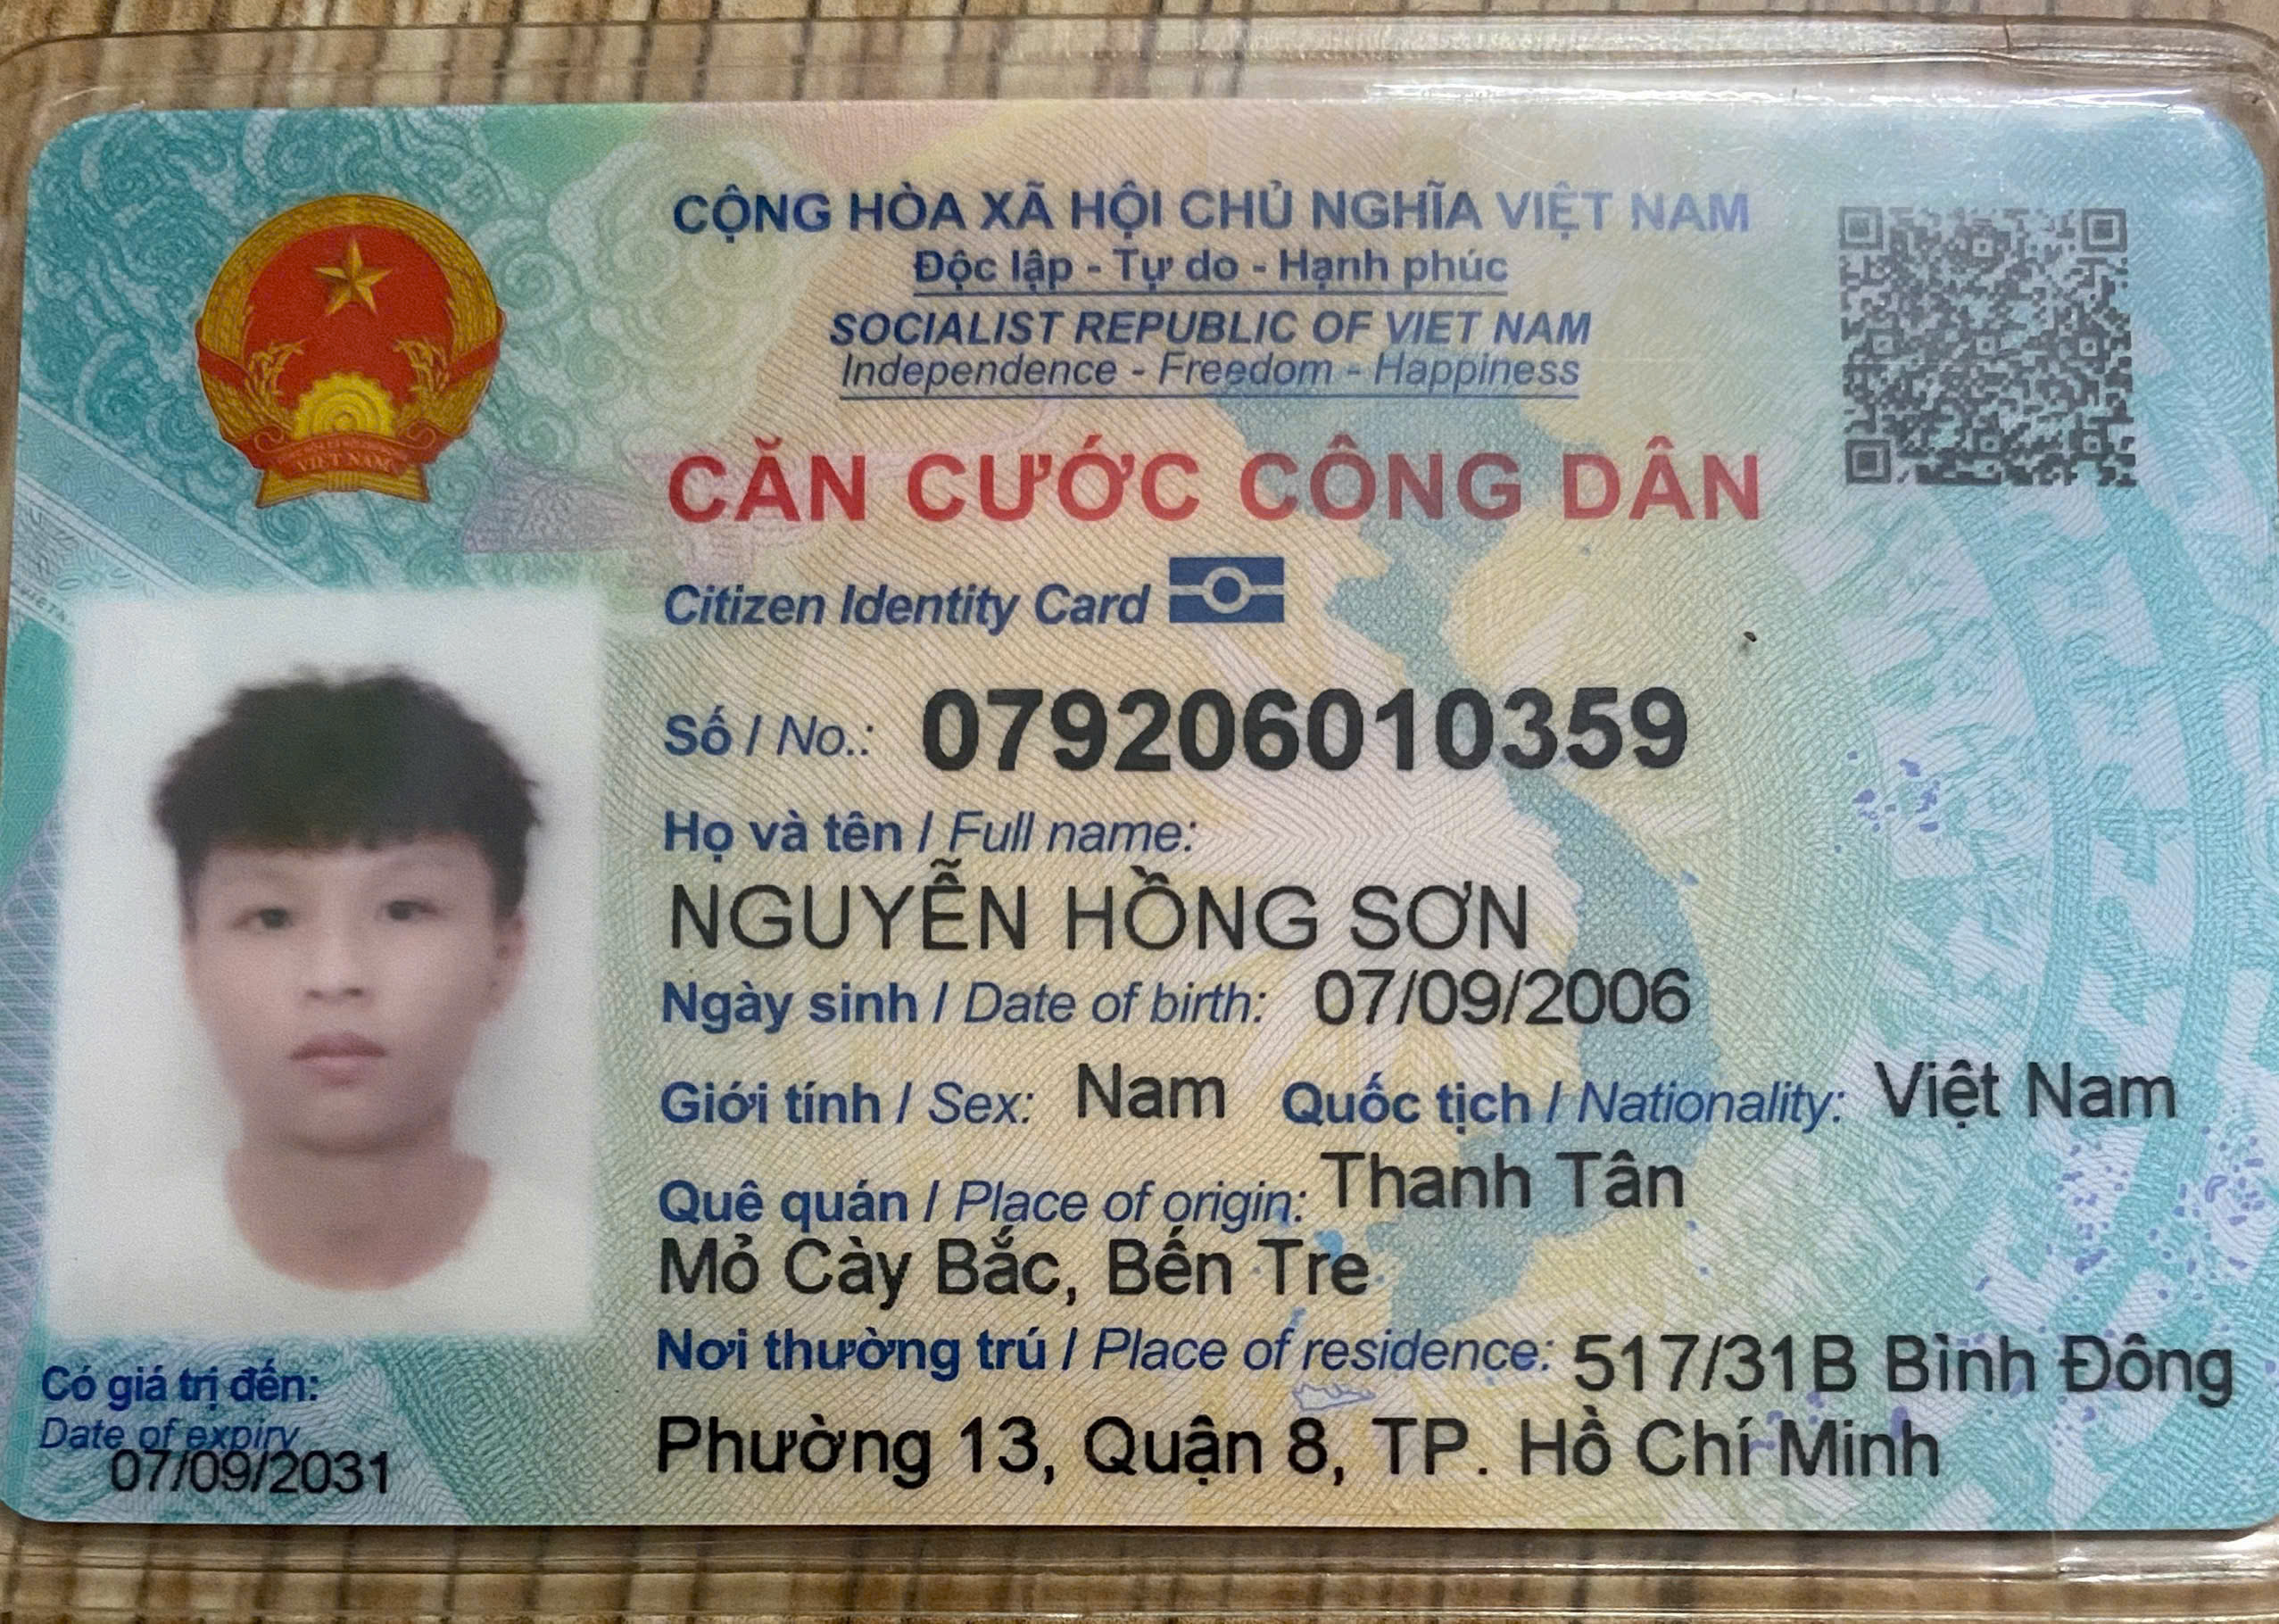 CỘNG HÒA XÃ HỘI CHỦ NGHĨA VIỆT NAM
Độc lập - Tự do - Hạnh phúc
SOCIALIST REPUBLIC OF VIET NAM
Independence - Freedom - Happiness
VIỆT NAM
CĂN CƯỚC CÔNG DÂN
Citizen Identity Card
Số / No.: 079206010359
Họ và tên / Full name:
NGUYỄN HỒNG SƠN
Ngày sinh / Date of birth: 07/09/2006
Giới tính / Sex: Nam Quốc tịch / Nationality: Việt Nam
Quê quán / Place of origin: Thanh Tân
Mỏ Cày Bắc, Bến Tre
Nơi thường trú / Place of residence: 517/31B Bình Đông
Phường 13, Quận 8, TP. Hồ Chí Minh
Có giá trị đến:
Date of expiry
07/09/2031